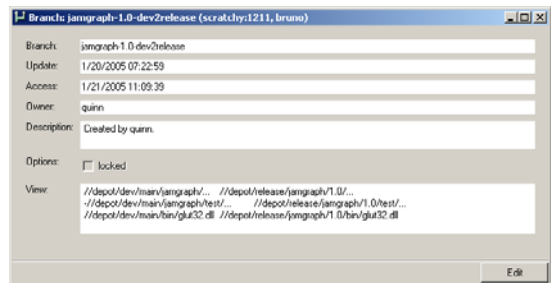 Branch: jamgraph-1.0-dev2release (scratchy:1211, bruno)
Branch: jamgraph-1.0-dev2release
Update: 1/20/2005 07:22:59
Access: 1/21/2005 11:09:39
Owner: quinn
Description: Created by quinn.
Options: locked
View: //depot/dev/main/jamgraph/... //depot/release/jamgraph/1.0/...
-//depot/dev/main/jamgraph/test/... //depot/release/jamgraph/1.0/test/...
//depot/dev/main/bin/glut32.dll //depot/release/jamgraph/1.0/bin/glut32.dll
Edit